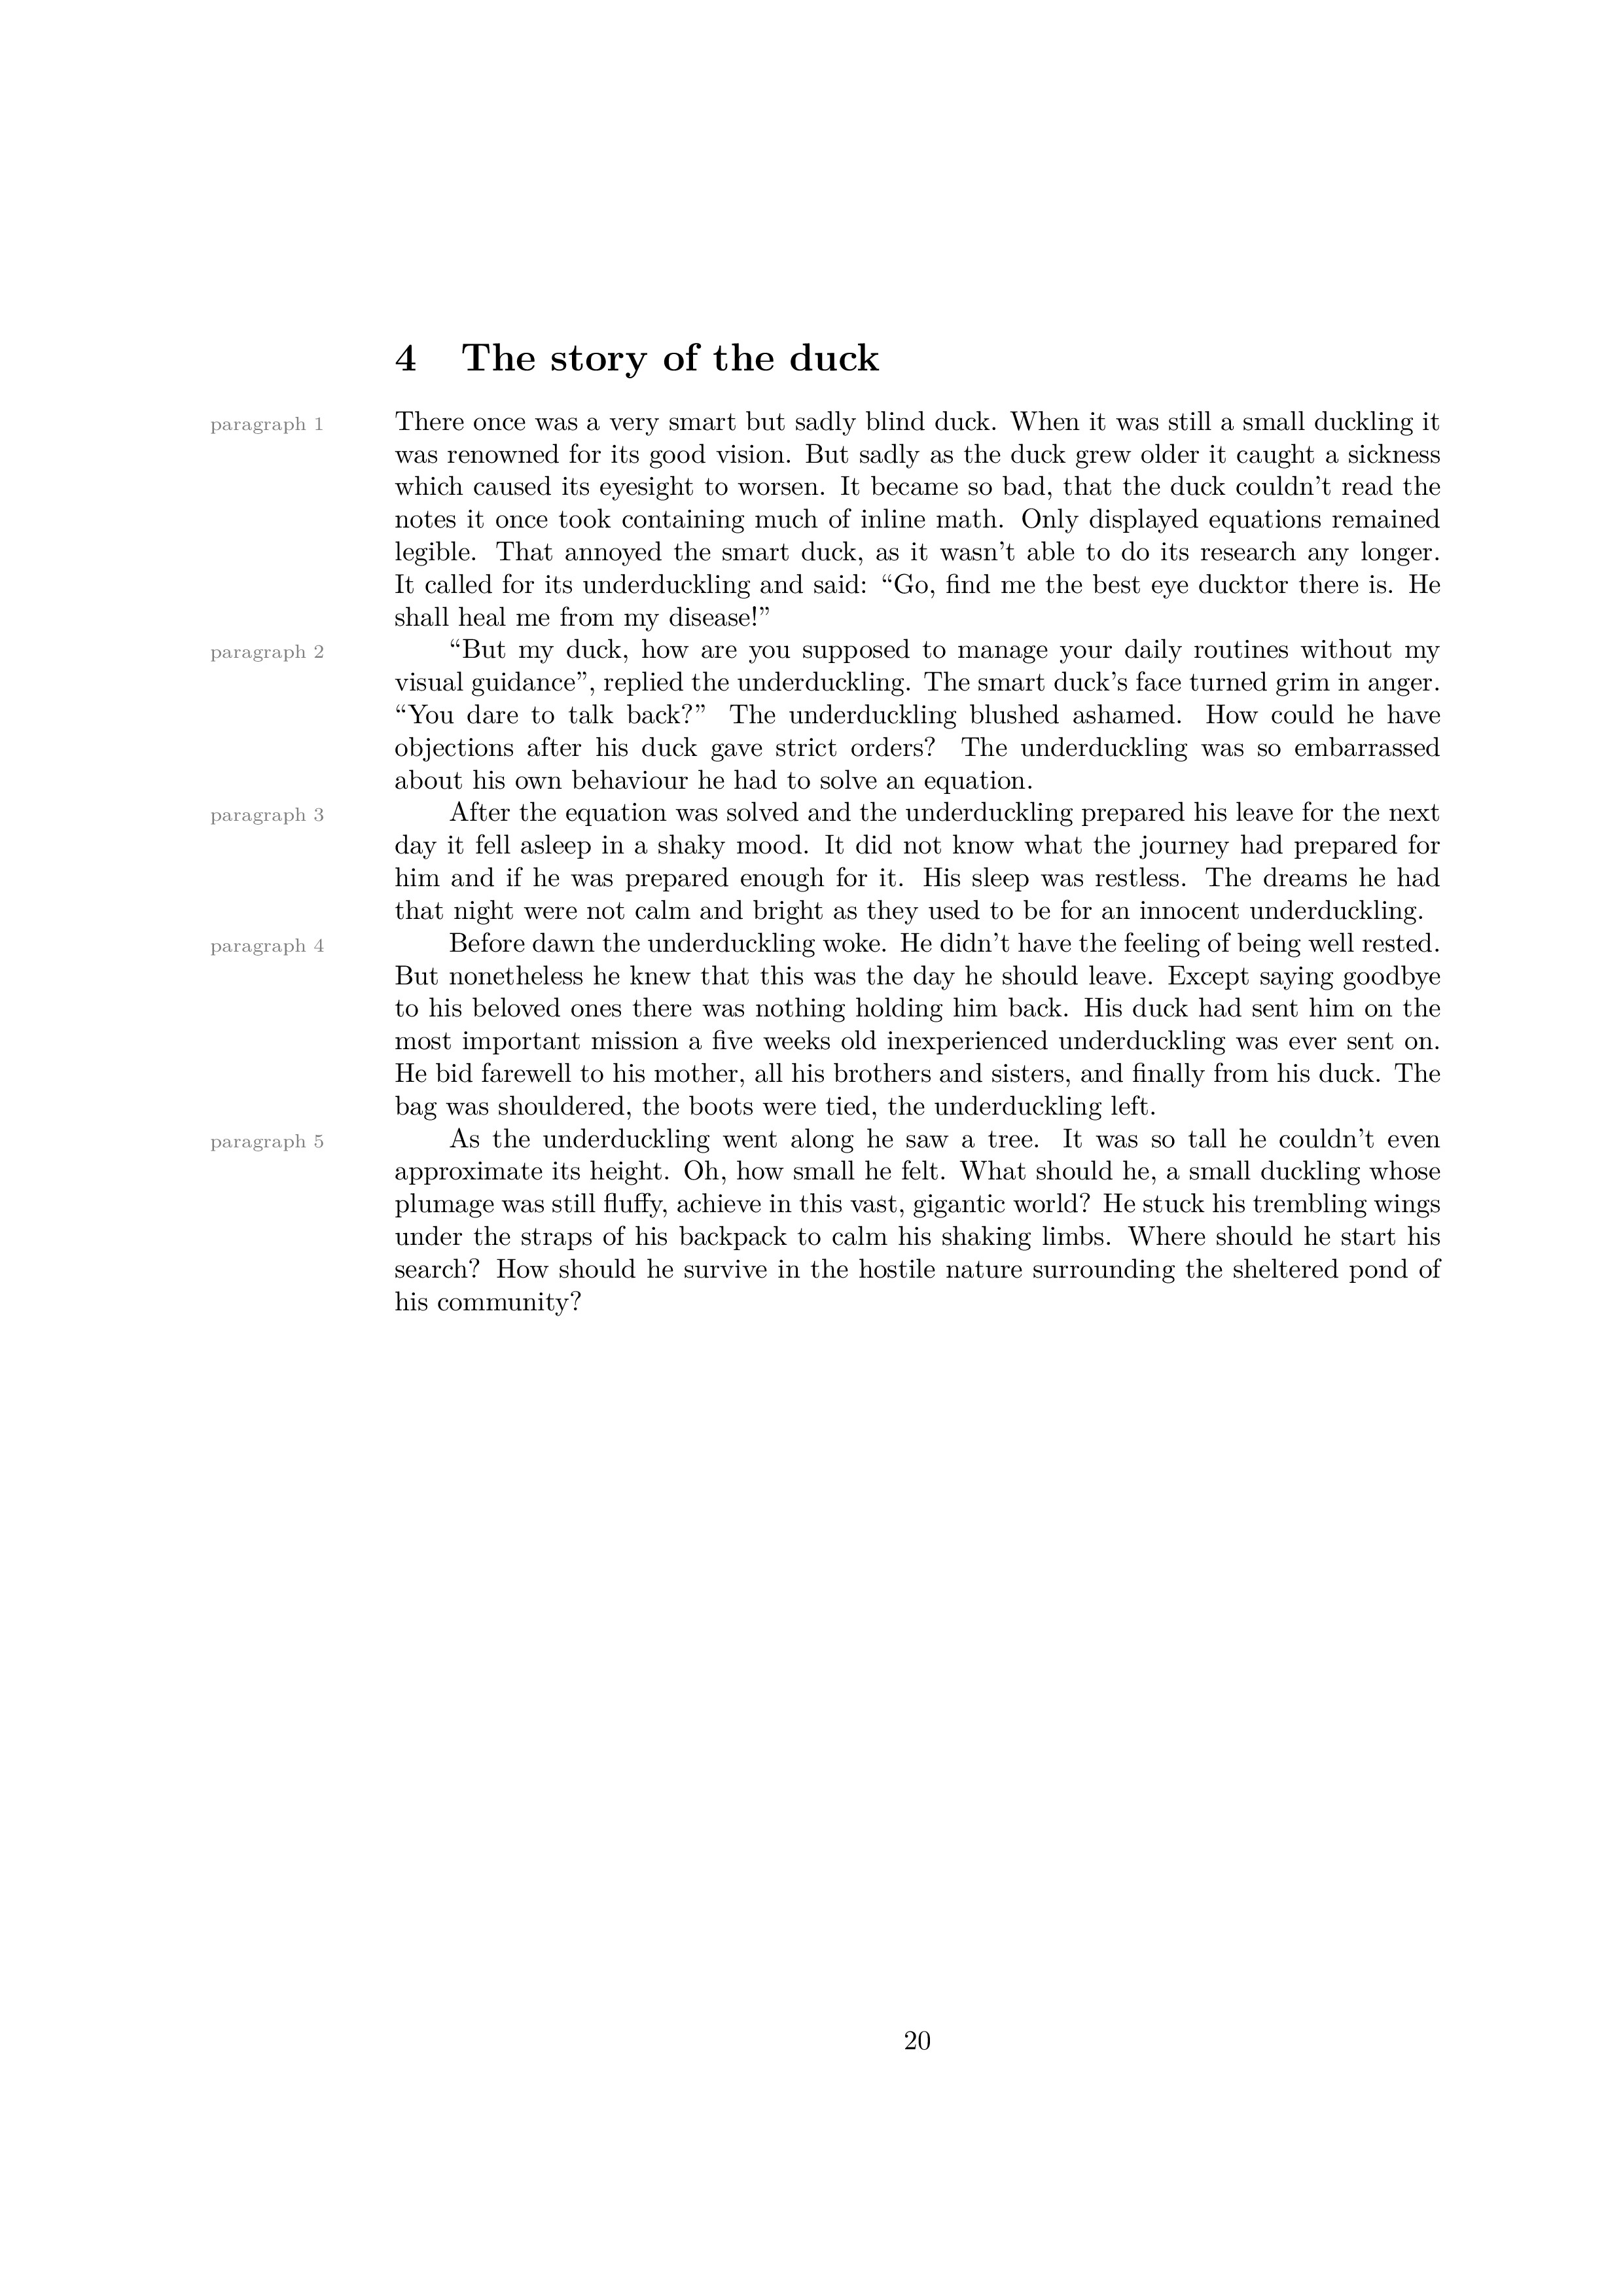 4 The story of the duck
paragraph 1 There once was a very smart but sadly blind duck. When it was still a small duckling it
was renowned for its good vision. But sadly as the duck grew older it caught a sickness
which caused its eyesight to worsen. It became so bad, that the duck couldn’t read the
notes it once took containing much of inline math. Only displayed equations remained
legible. That annoyed the smart duck, as it wasn’t able to do its research any longer.
It called for its underduckling and said: “Go, find me the best eye ducktor there is. He
shall heal me from my disease!”
paragraph 2 “But my duck, how are you supposed to manage your daily routines without my
visual guidance”, replied the underduckling. The smart duck’s face turned grim in anger.
“You dare to talk back?” The underduckling blushed ashamed. How could he have
objections after his duck gave strict orders? The underduckling was so embarrassed
about his own behaviour he had to solve an equation.
paragraph 3 After the equation was solved and the underduckling prepared his leave for the next
day it fell asleep in a shaky mood. It did not know what the journey had prepared for
him and if he was prepared enough for it. His sleep was restless. The dreams he had
that night were not calm and bright as they used to be for an innocent underduckling.
paragraph 4 Before dawn the underduckling woke. He didn’t have the feeling of being well rested.
But nonetheless he knew that this was the day he should leave. Except saying goodbye
to his beloved ones there was nothing holding him back. His duck had sent him on the
most important mission a five weeks old inexperienced underduckling was ever sent on.
He bid farewell to his mother, all his brothers and sisters, and finally from his duck. The
bag was shouldered, the boots were tied, the underduckling left.
paragraph 5 As the underduckling went along he saw a tree. It was so tall he couldn’t even
approximate its height. Oh, how small he felt. What should he, a small duckling whose
plumage was still fluffy, achieve in this vast, gigantic world? He stuck his trembling wings
under the straps of his backpack to calm his shaking limbs. Where should he start his
search? How should he survive in the hostile nature surrounding the sheltered pond of
his community?
20